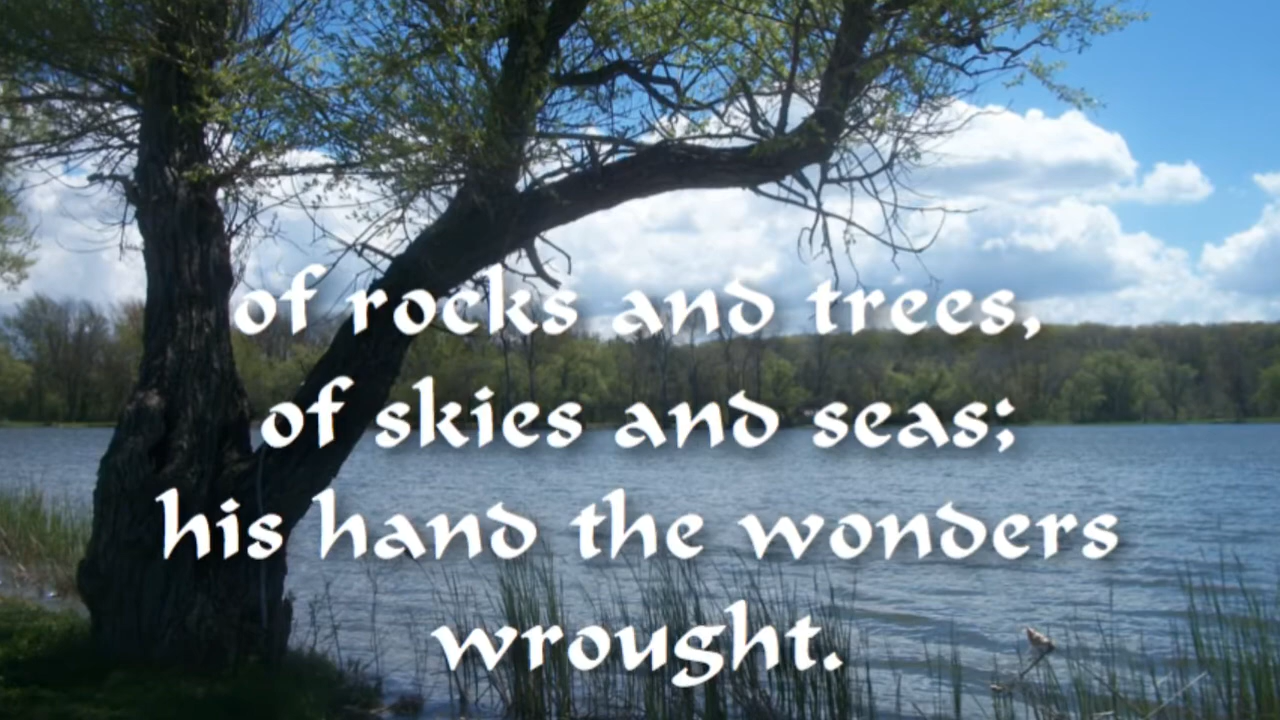 of rocks and trees,
of skies and seas;
his hand the wonders
wrought.